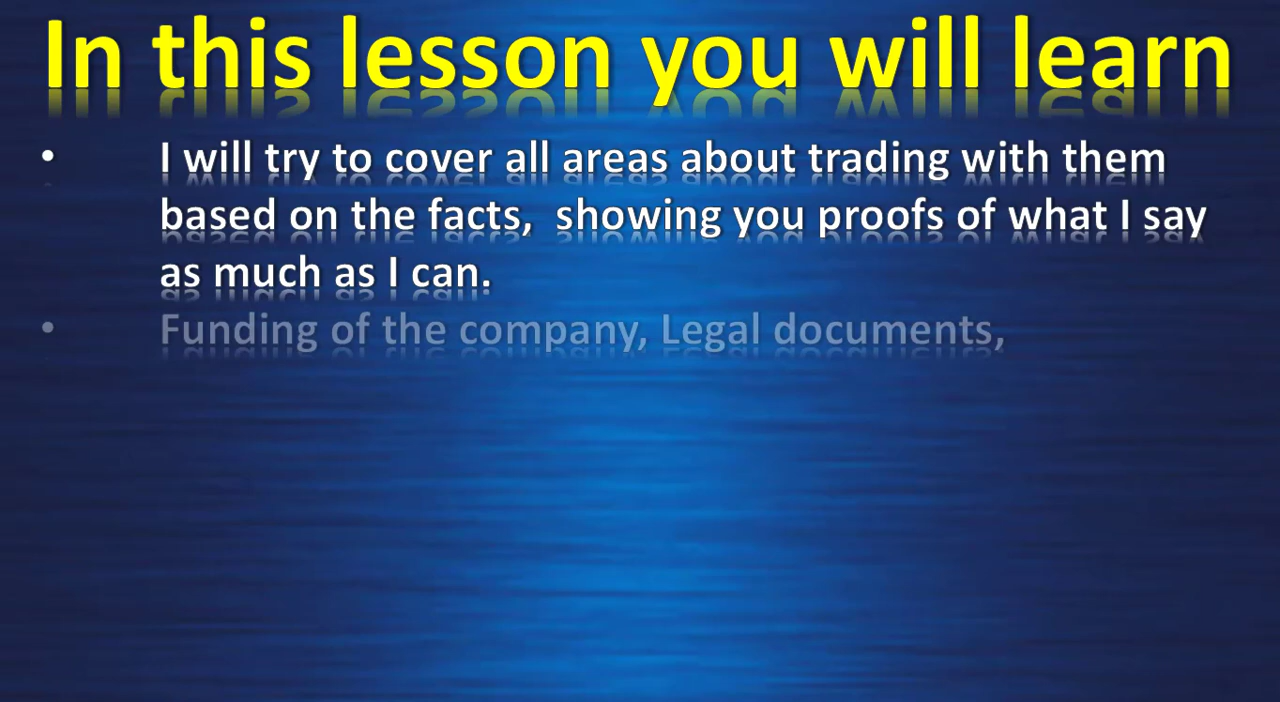 In this lesson you will learn
• I will try to cover all areas about trading with them
based on the facts,  showing you proofs of what I say
as much as I can.
• Funding of the company, Legal documents,